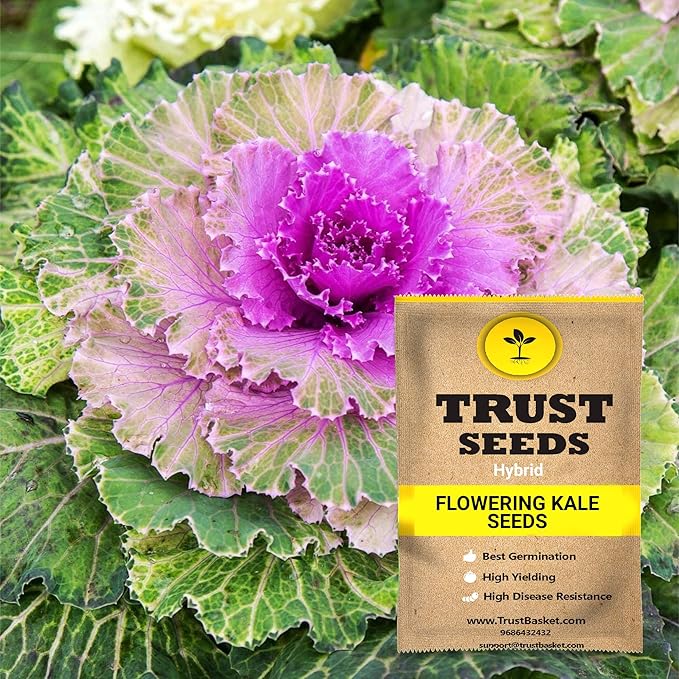 TRUST
SEEDS
Hybrid
FLOWERING KALE
SEEDS
Best Germination
High Yielding
High Disease Resistance
www.TrustBasket.com
9686432432
support@trustbasket.com